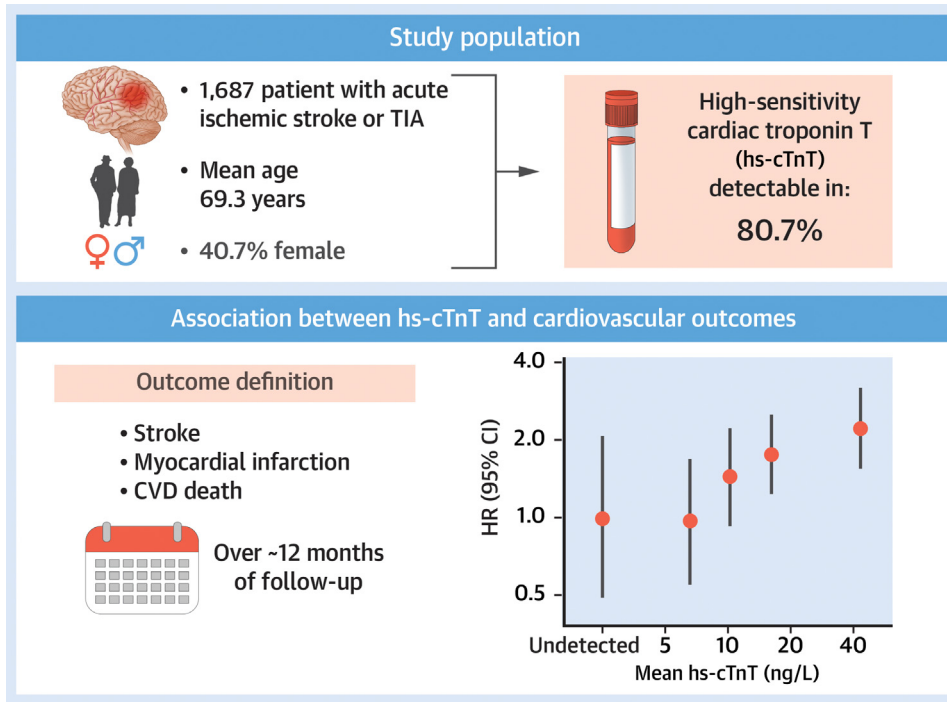 Study population
• 1,687 patient with acute
ischemic stroke or TIA
• Mean age
69.3 years
• 40.7% female
High-sensitivity
cardiac troponin T
(hs-cTnT)
detectable in:
80.7%
Association between hs-cTnT and cardiovascular outcomes
Outcome definition
• Stroke
• Myocardial infarction
• CVD death
Over ~12 months
of follow-up
HR (95% CI)
4.0
2.0
1.0
0.5
Undetected 5 10 20 40
Mean hs-cTnT (ng/L)